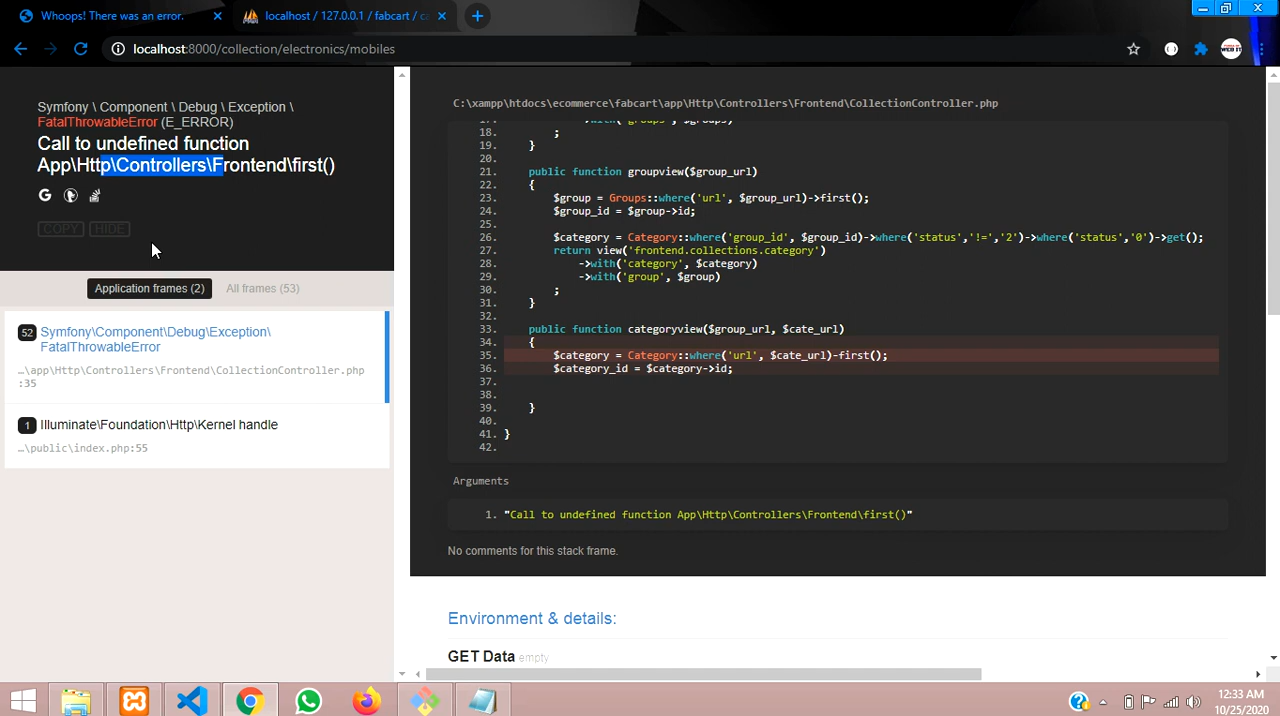 Whoops! There was an error.
localhost / 127.0.0.1 / fabcart / ca
localhost:8000/collection/electronics/mobiles
Symfony \ Component \ Debug \ Exception \
FatalThrowableError (E_ERROR)
Call to undefined function
App\Http\Controllers\Frontend\first()
COPY HIDE
Application frames (2) All frames (53)
52 Symfony\Component\Debug\Exception\
FatalThrowableError
…\app\Http\Controllers\Frontend\CollectionController.php
:35
1 Illuminate\Foundation\Http\Kernel handle
…\public\index.php:55
C:\xampp\htdocs\ecommerce\fabcart\app\Http\Controllers\Frontend\CollectionController.php
17. ->with('groups', $groups)
18. ;
19. }
20.
21. public function groupview($group_url)
22. {
23. $group = Groups::where('url', $group_url)->first();
24. $group_id = $group->id;
25.
26. $category = Category::where('group_id', $group_id)->where('status','!=','2')->where('status','0')->get();
27. return view('frontend.collections.category')
28. ->with('category', $category)
29. ->with('group', $group)
30. ;
31. }
32.
33. public function categoryview($group_url, $cate_url)
34. {
35. $category = Category::where('url', $cate_url)-first();
36. $category_id = $category->id;
37.
38.
39. }
40.
41. }
42.
Arguments
1. "Call to undefined function App\Http\Controllers\Frontend\first()"
No comments for this stack frame.
Environment & details:
GET Data empty
12:33 AM
10/25/2020